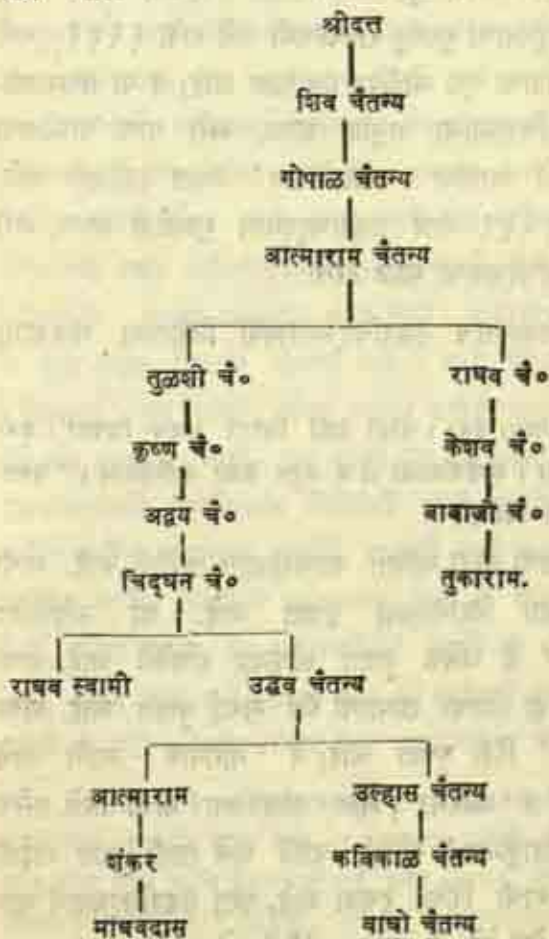 श्रीदत्त
शिव चैतन्य
गोपाळ चैतन्य
आत्माराम चैतन्य
तुळशी चै० राघव चै०
कृष्ण चै० केशव चै०
अद्वय चै० बाबाजी चै०
चिद्घन चै० तुकाराम.
राघव स्वामी उद्धव चैतन्य
आत्माराम उल्हास चैतन्य
शंकर कविकाळ चैतन्य
माधवदास बाघो चैतन्य